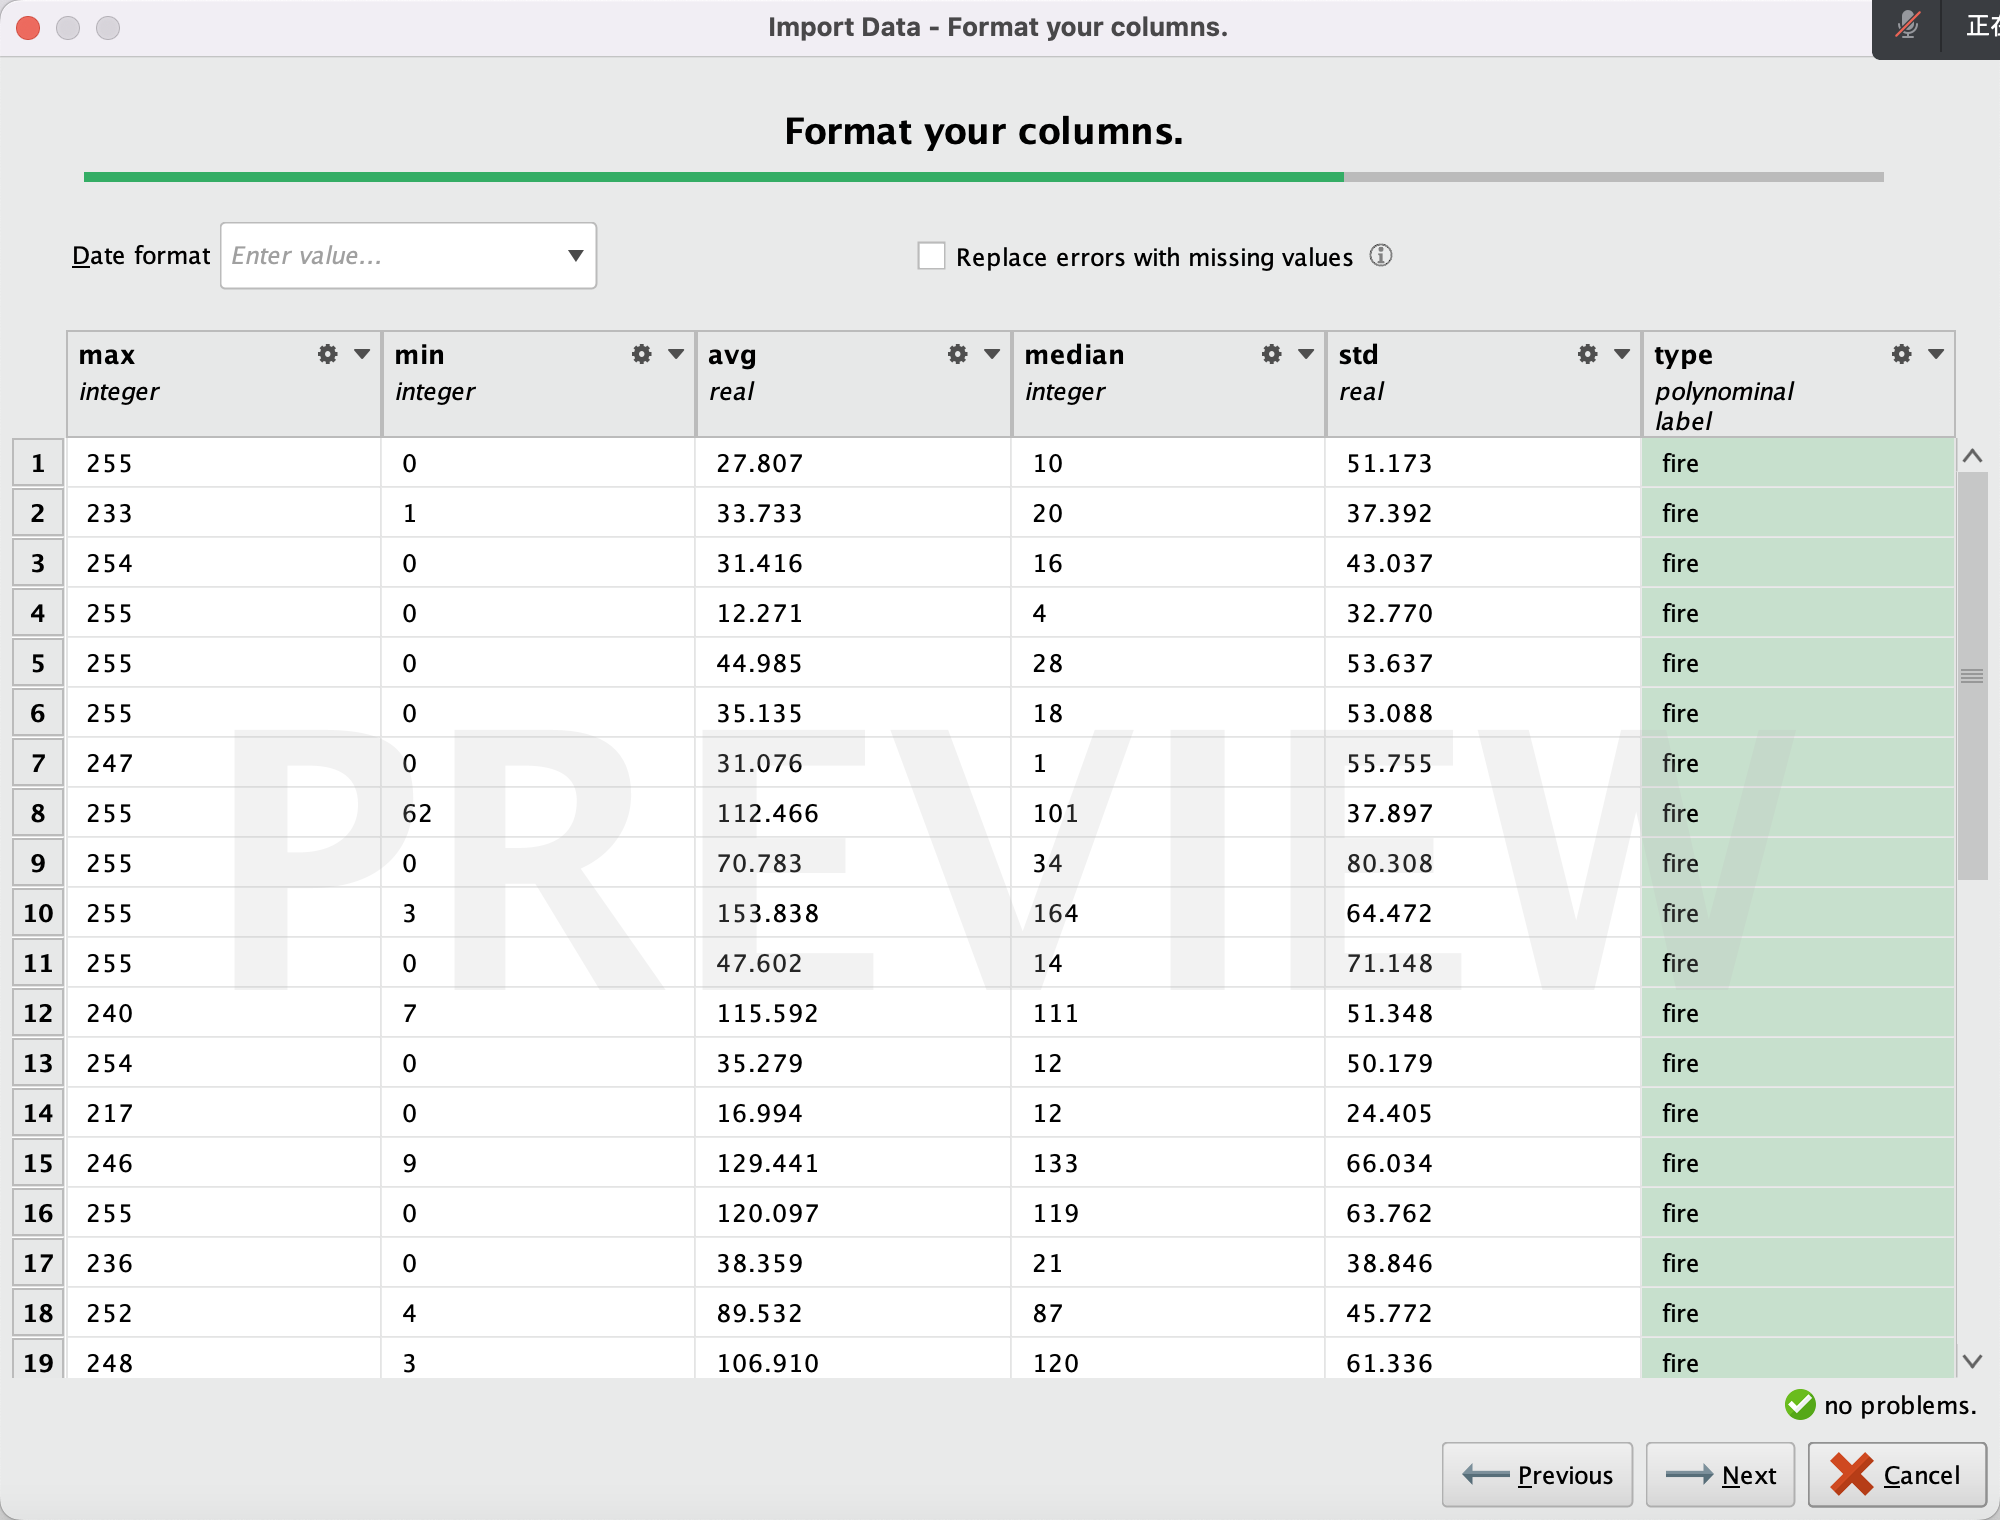 Import Data - Format your columns.
正在
Format your columns.
Date format Enter value... Replace errors with missing values
max min avg median std type
integer integer real integer real polynominal
label
1 255 0 27.807 10 51.173 fire
2 233 1 33.733 20 37.392 fire
3 254 0 31.416 16 43.037 fire
4 255 0 12.271 4 32.770 fire
5 255 0 44.985 28 53.637 fire
6 255 0 35.135 18 53.088 fire
7 247 0 31.076 1 55.755 fire
8 255 62 112.466 101 37.897 fire
9 255 0 70.783 34 80.308 fire
10 255 3 153.838 164 64.472 fire
11 255 0 47.602 14 71.148 fire
12 240 7 115.592 111 51.348 fire
13 254 0 35.279 12 50.179 fire
14 217 0 16.994 12 24.405 fire
15 246 9 129.441 133 66.034 fire
16 255 0 120.097 119 63.762 fire
17 236 0 38.359 21 38.846 fire
18 252 4 89.532 87 45.772 fire
19 248 3 106.910 120 61.336 fire
PREVIEW
no problems.
Previous Next Cancel